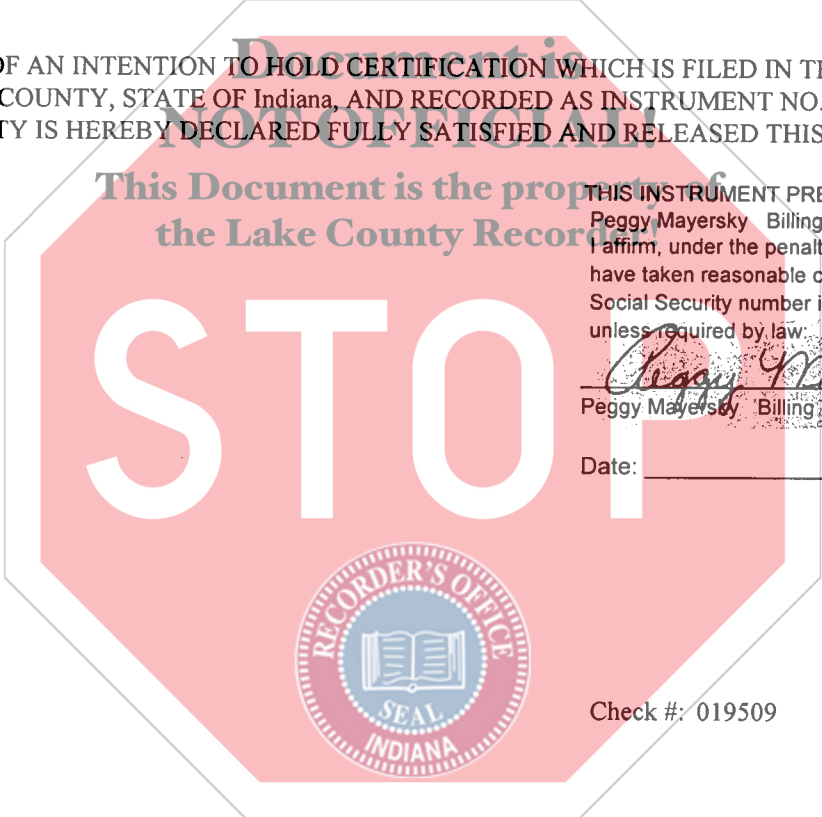 Document is
OF AN INTENTION TO HOLD CERTIFICATION WHICH IS FILED IN
COUNTY, STATE OF Indiana, AND RECORDED AS INSTRUMENT NO.
NOT OFFICIAL!
TY IS HEREBY DECLARED FULLY SATISFIED AND RELEASED THIS
This Document is the property of
the Lake County Recorder!
THIS INSTRUMENT PRE
Peggy Mayersky Billing
I affirm, under the penalt
have taken reasonable c
Social Security number i
unless required by law:
Peggy M
Peggy Mayersky Billing
Date:
STOP
RECORDER'S OFFICE
SEAL
INDIANA
Check #: 019509